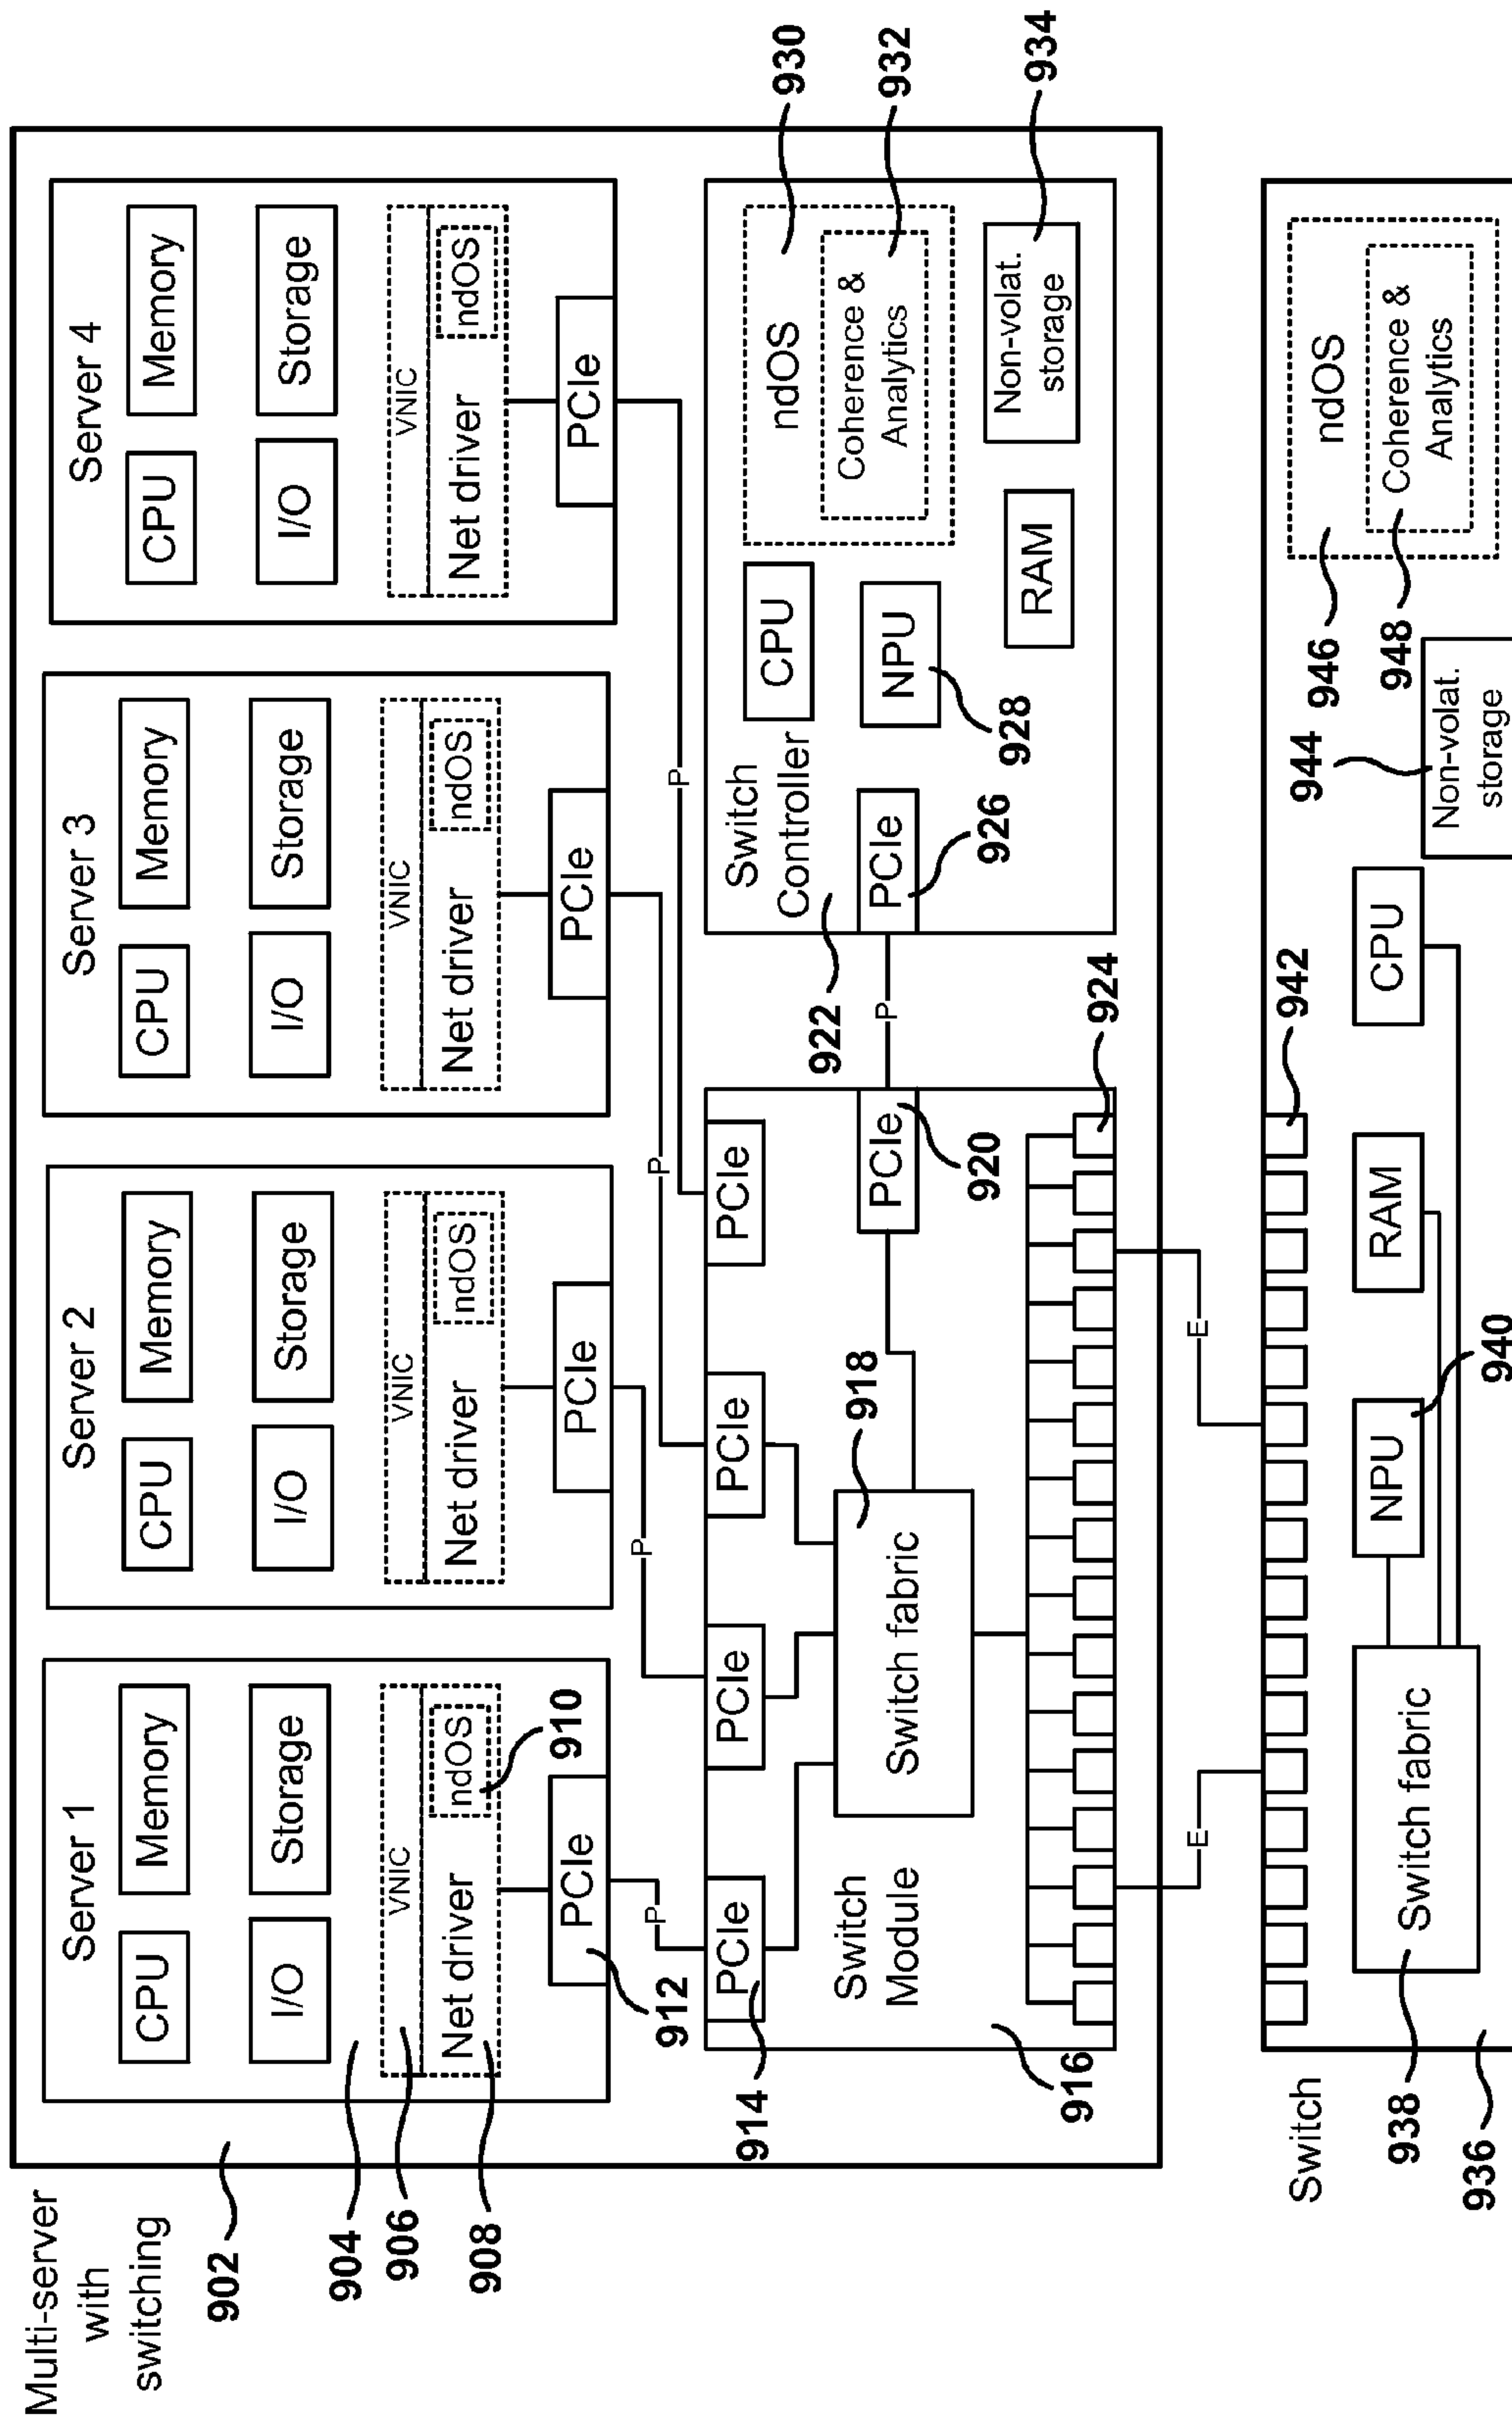 Multi-server
with
switching
902
904
906
908
Server 1
CPU
Memory
I/O
Storage
VNIC
Net driver
ndOS
910
PCIe
912
Server 2
CPU
Memory
I/O
Storage
VNIC
Net driver
ndOS
PCIe
Server 3
CPU
Memory
I/O
Storage
VNIC
Net driver
ndOS
PCIe
Server 4
CPU
Memory
I/O
Storage
VNIC
Net driver
ndOS
PCIe
P
P
P
P
914
PCIe
PCIe
PCIe
PCIe
Switch
Module
916
Switch fabric
918
PCIe
920
924
P
922
Switch
Controller
PCIe
926
CPU
NPU
928
RAM
ndOS
930
Coherence &
Analytics
932
Non-volat.
storage
934
E
E
Switch
936
938
Switch fabric
NPU
940
RAM
CPU
942
944
Non-volat.
storage
946
948
ndOS
Coherence &
Analytics